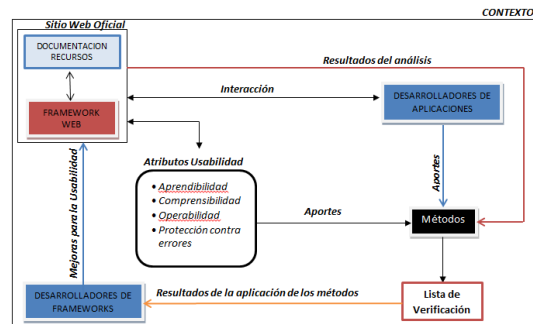 CONTEXTO
Sitio Web Oficial
DOCUMENTACION
RECURSOS
Resultados del análisis
Interacción
DESARROLLADORES DE
APLICACIONES
FRAMEWORK
WEB
Atributos Usabilidad
• Aprendibilidad
• Comprensibilidad
• Operabilidad
• Protección contra
errores
Mejoras para la Usabilidad
Aportes
Aportes
Métodos
Resultados de la aplicación de los métodos
DESARROLLADORES DE
FRAMEWORKS
Lista de
Verificación